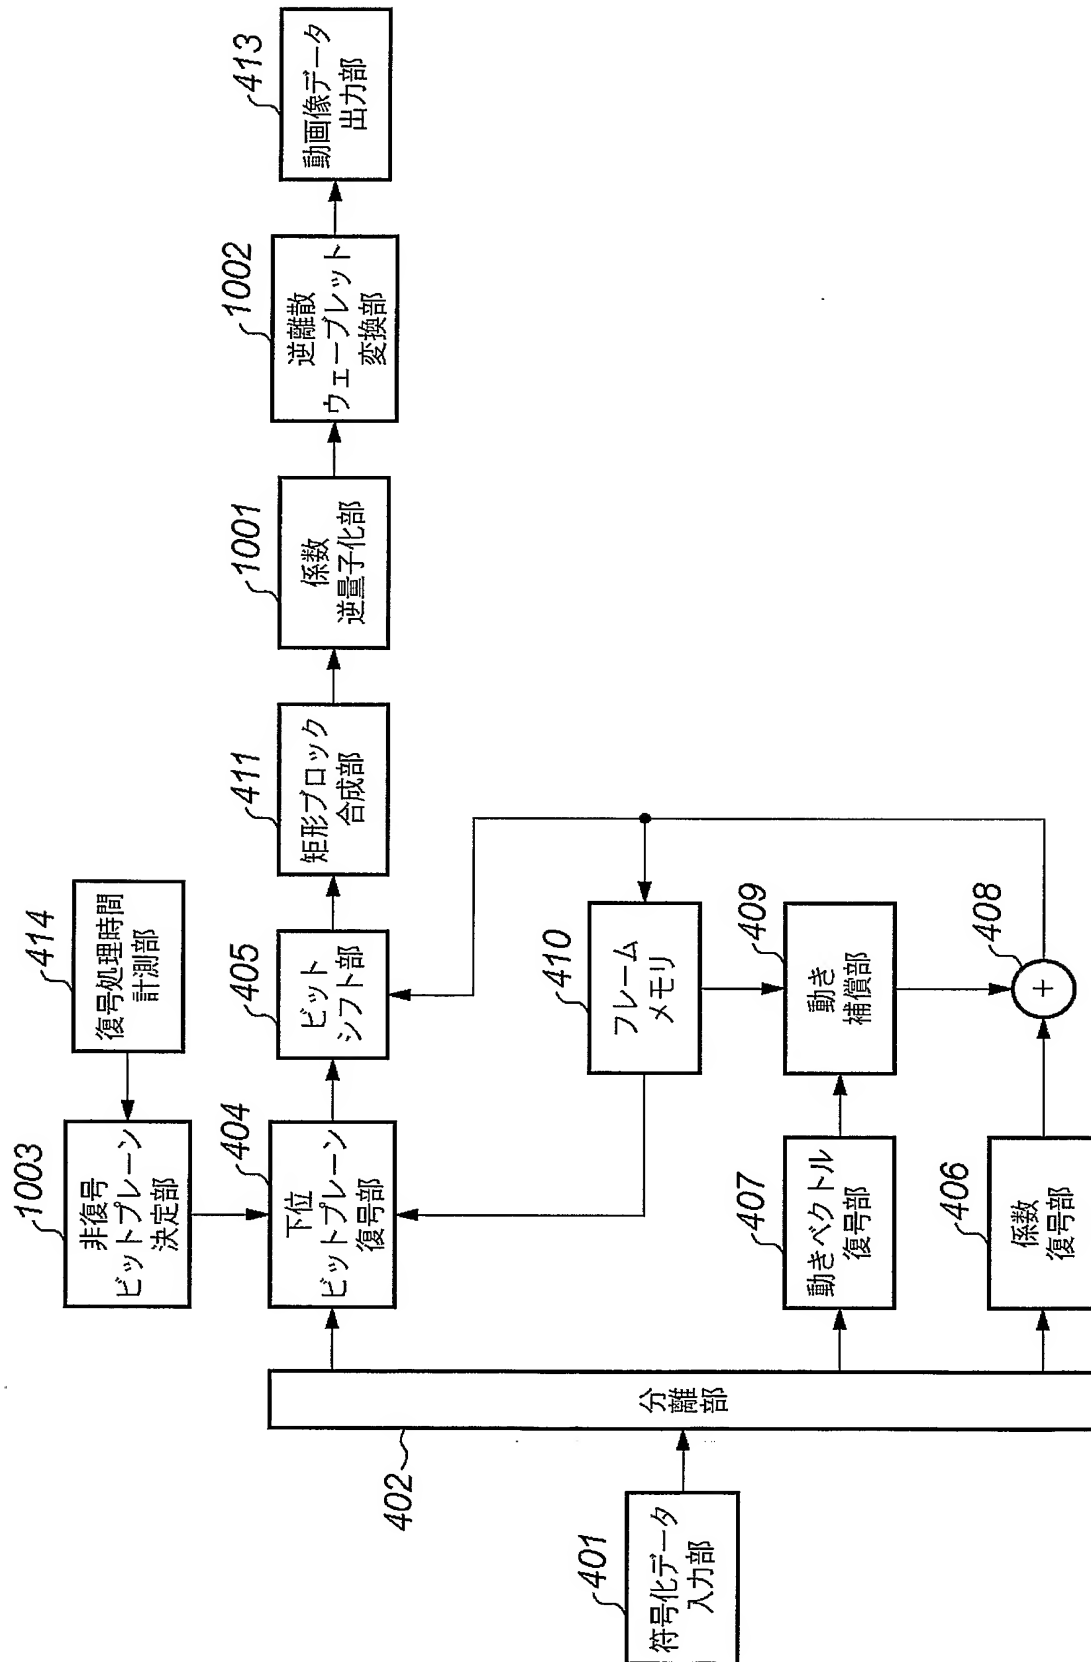 413
動画像データ
出力部
1002
逆離散
ウェーブレット
変換部
1001
係数
逆量子化部
411
矩形ブロック
合成部
414
復号処理時間
計測部
405
ビット
シフト部
410
フレーム
メモリ
409
動き
補償部
408
+
1003
非復号
ビットプレーン
決定部
404
下位
ビットプレーン
復号部
407
動きベクトル
復号部
406
係数
復号部
402
分離部
401
符号化データ
入力部